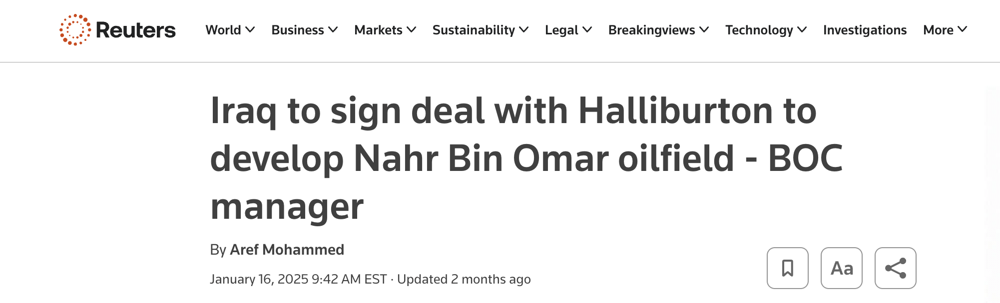 Reuters World Business Markets Sustainability Legal Breakingviews Technology Investigations More
Iraq to sign deal with Halliburton to
develop Nahr Bin Omar oilfield - BOC
manager
By Aref Mohammed
January 16, 2025 9:42 AM EST · Updated 2 months ago
Aa